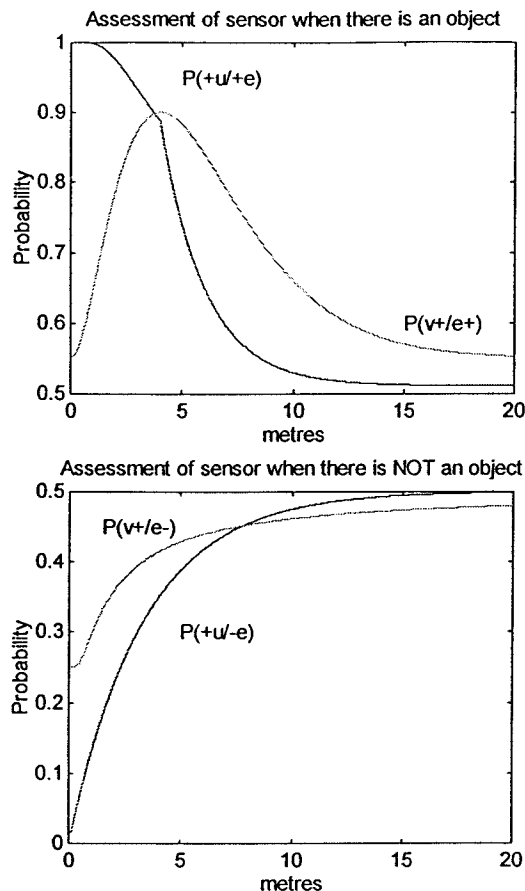 Assessment of sensor when there is an object
1
0.9
0.8
0.7
0.6
0.5
Probability
P(+u/+e)
P(v+/e+)
0 5 10 15 20
metres
Assessment of sensor when there is NOT an object
0.5
0.4
0.3
0.2
0.1
0
Probability
P(v+/e-)
P(+u/-e)
0 5 10 15 20
metres